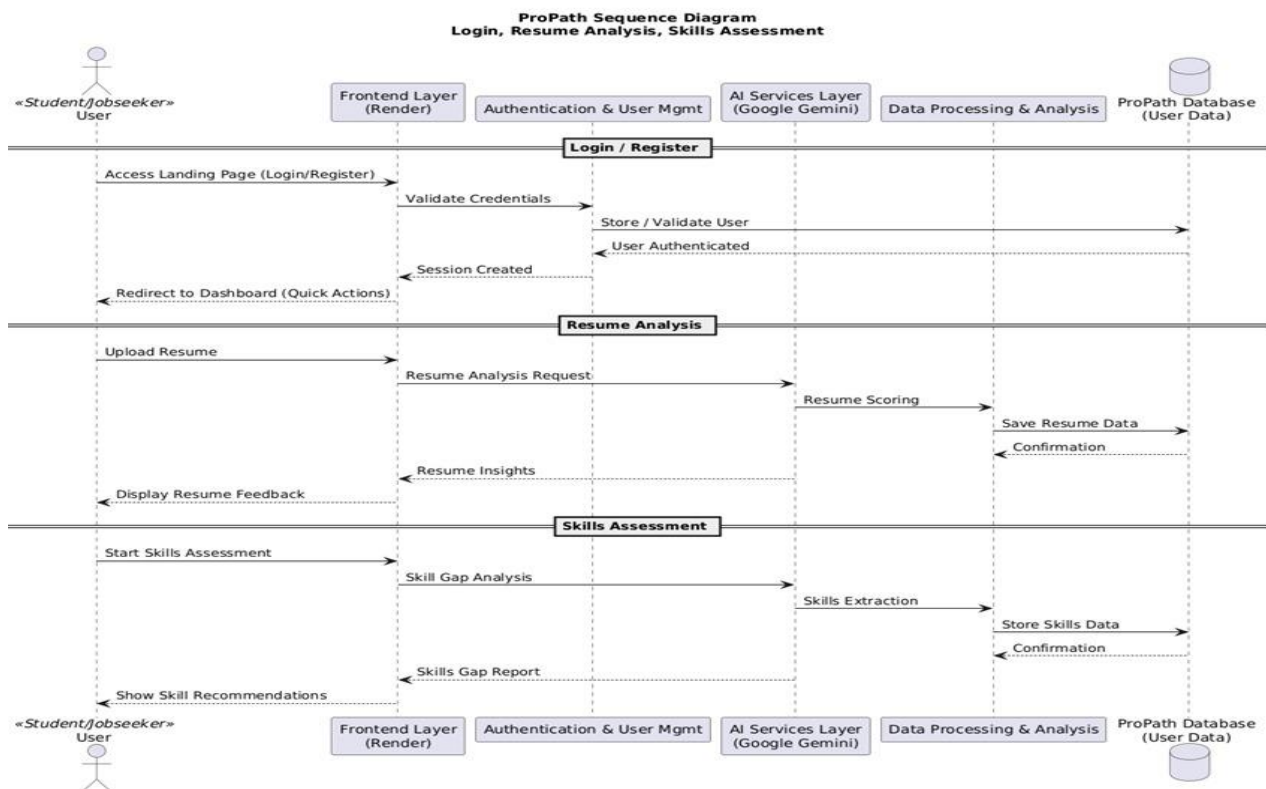 ProPath Sequence Diagram
Login, Resume Analysis, Skills Assessment
«Student/Jobseeker»
User
Frontend Layer
(Render)
Authentication & User Mgmt
AI Services Layer
(Google Gemini)
Data Processing & Analysis
ProPath Database
(User Data)
Login / Register
Access Landing Page (Login/Register)
Validate Credentials
Store / Validate User
User Authenticated
Session Created
Redirect to Dashboard (Quick Actions)
Resume Analysis
Upload Resume
Resume Analysis Request
Resume Scoring
Save Resume Data
Confirmation
Resume Insights
Display Resume Feedback
Skills Assessment
Start Skills Assessment
Skill Gap Analysis
Skills Extraction
Store Skills Data
Confirmation
Skills Gap Report
Show Skill Recommendations
«Student/Jobseeker»
User
Frontend Layer
(Render)
Authentication & User Mgmt
AI Services Layer
(Google Gemini)
Data Processing & Analysis
ProPath Database
(User Data)